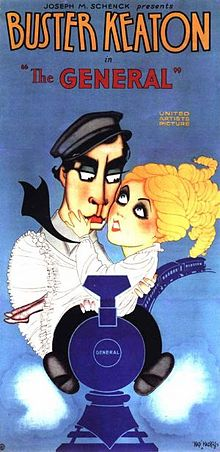 JOSEPH M. SCHENCK presents
BUSTER KEATON
in
"The GENERAL"
UNITED
ARTISTS
PICTURE
GENERAL